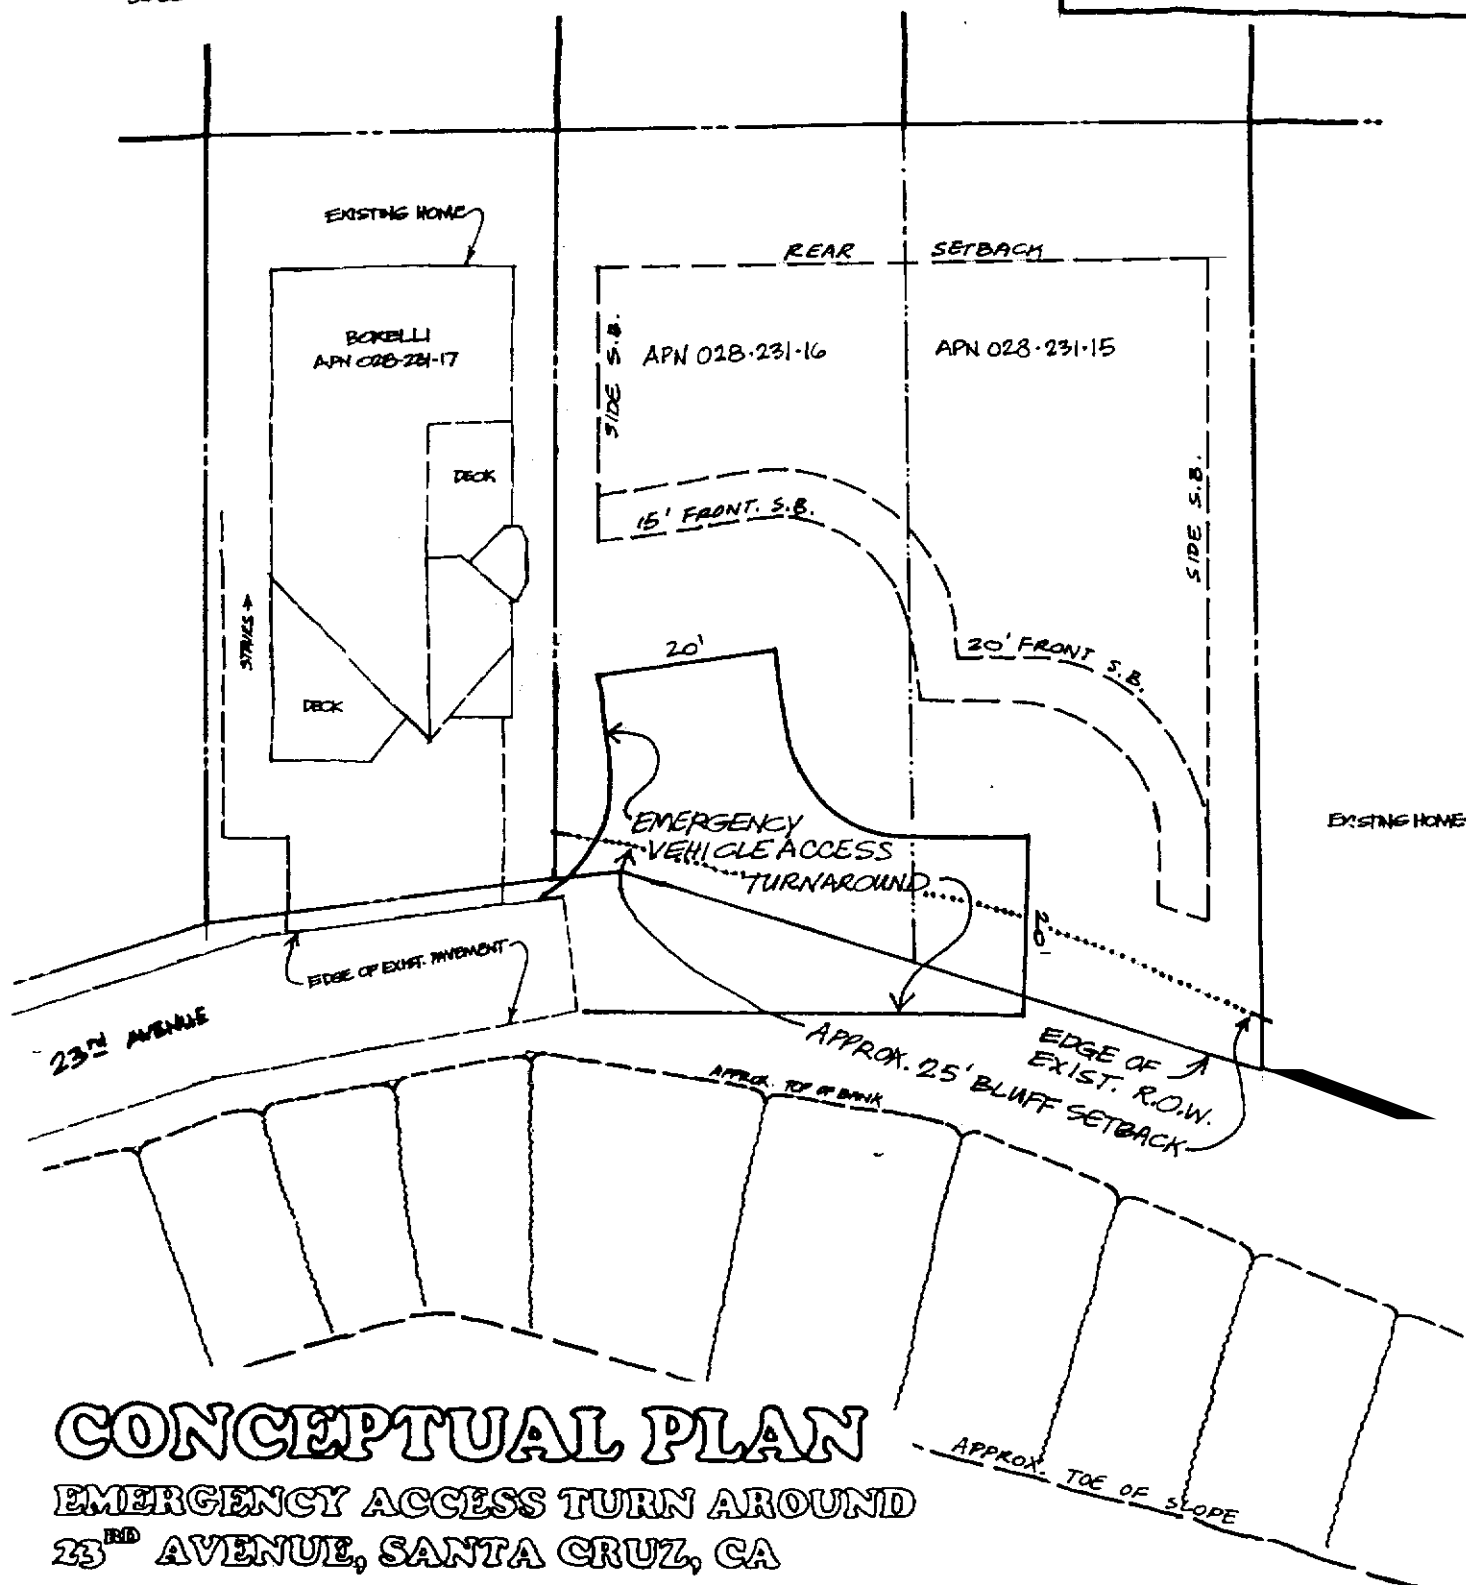 EXISTING HOME
REAR SETBACK
BORELLI
APN 028-231-17
SIDE S.B.
APN 028-231-16
APN 028-231-15
DECK
15' FRONT. S.B.
SIDE S.B.
STAIRS →
20'
20' FRONT S.B.
DECK
EMERGENCY
VEHICLE ACCESS
TURNAROUND
EXISTING HOME
20'
EDGE OF EXIST. PAVEMENT
23RD AVENUE
APPROX. 25' BLUFF SETBACK
EDGE OF
EXIST. R.O.W.
APPROX. TOP OF BANK
CONCEPTUAL PLAN
APPROX. TOE OF SLOPE
EMERGENCY ACCESS TURN AROUND
23RD AVENUE, SANTA CRUZ, CA